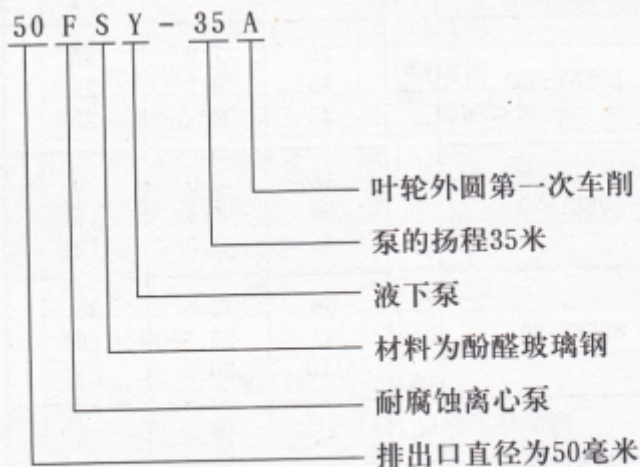 50FSY-35A
叶轮外圆第一次车削
泵的扬程35米
液下泵
材料为酚醛玻璃钢
耐腐蚀离心泵
排出口直径为50毫米